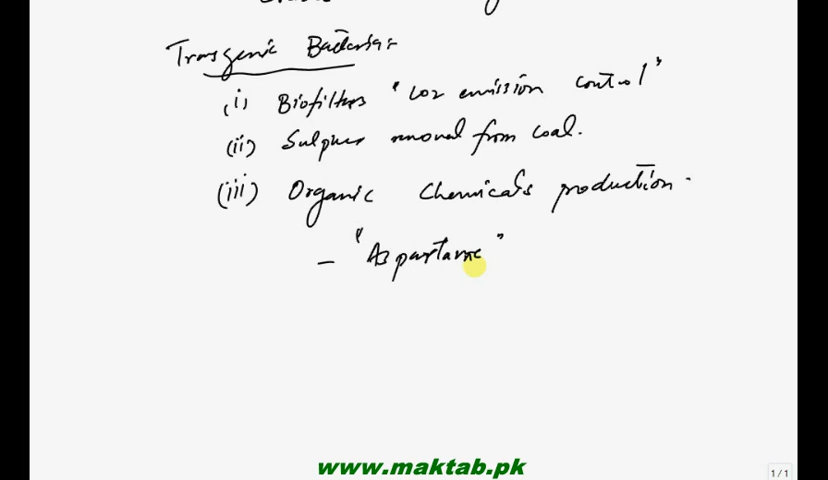 Transgenic Bacteria:
(i) Biofilters "CO2 emission control"
(ii) Sulphur removal from coal.
(iii) Organic Chemicals production.
– "Aspartame"
www.maktab.pk
1/1